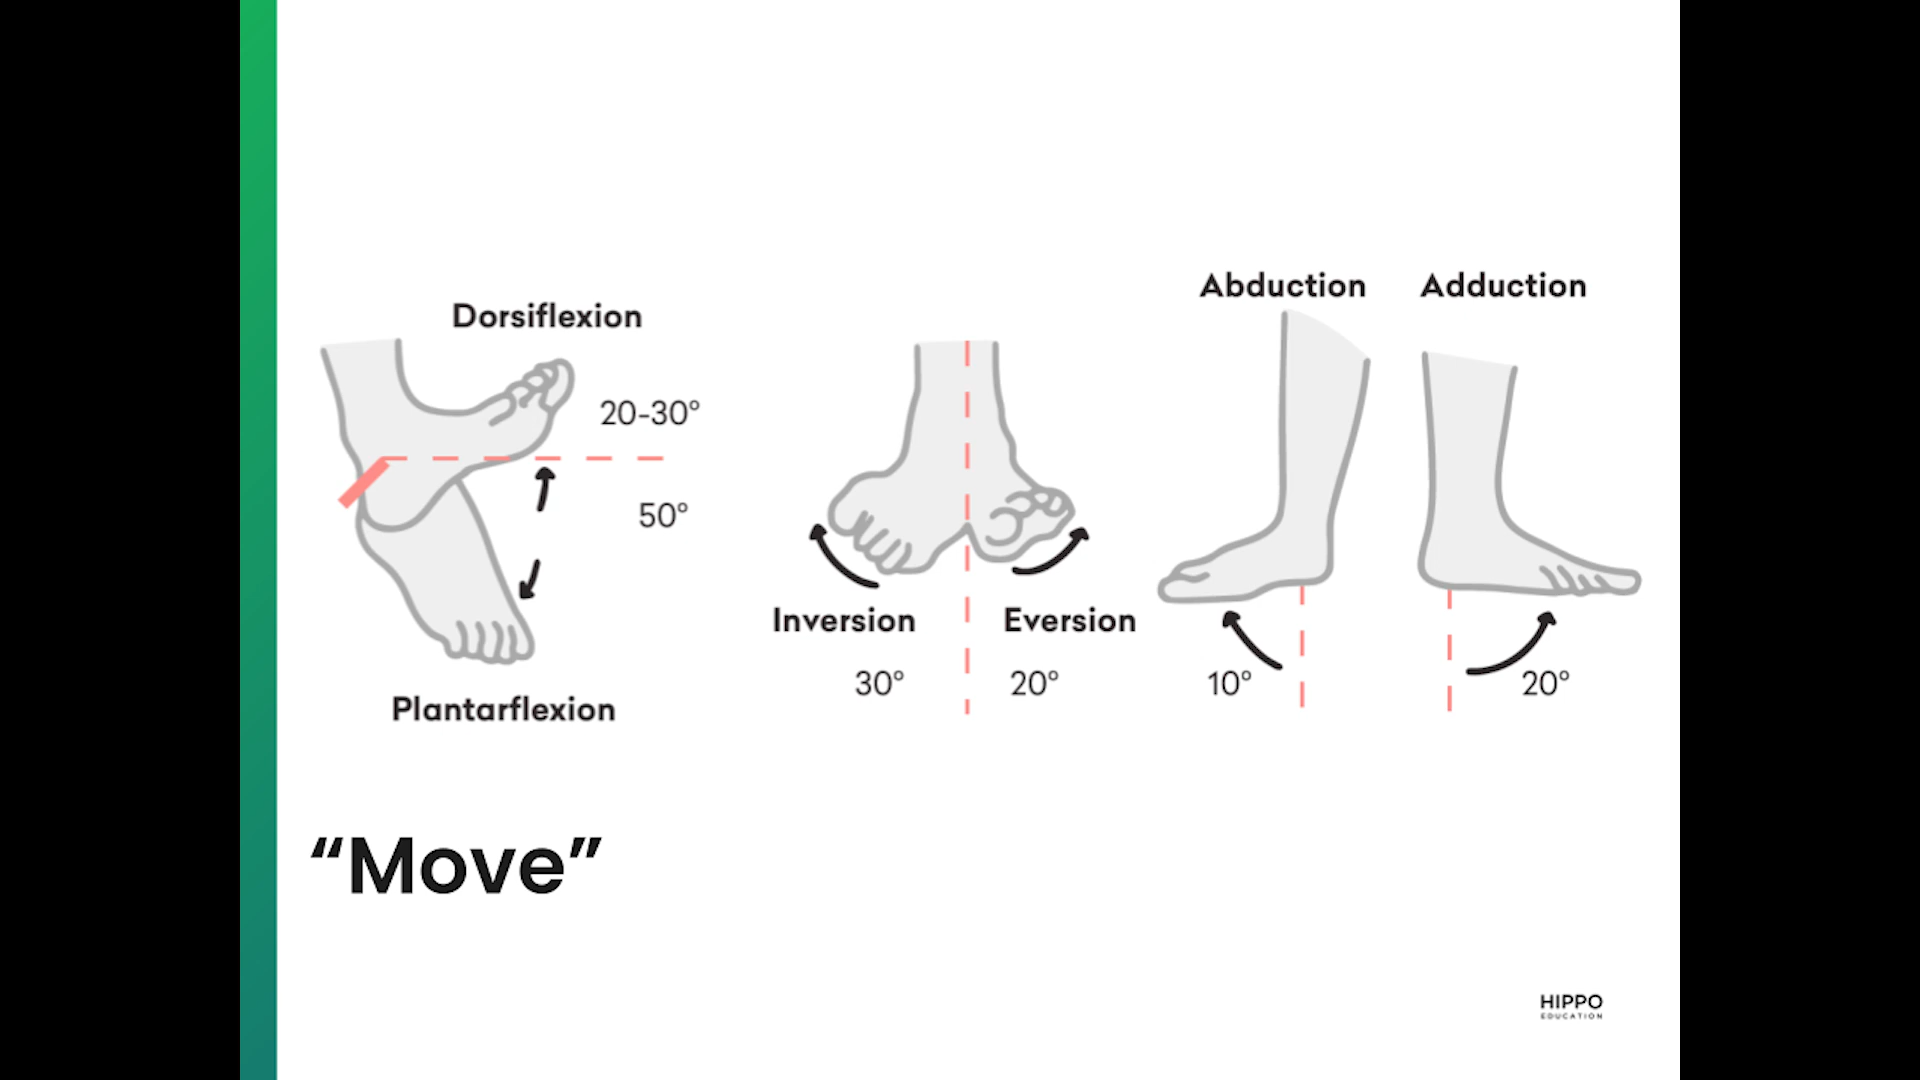 Dorsiflexion
20-30°
50°
Plantarflexion
Inversion
30°
Eversion
20°
Abduction
10°
Adduction
20°
“Move”
HIPPO
EDUCATION